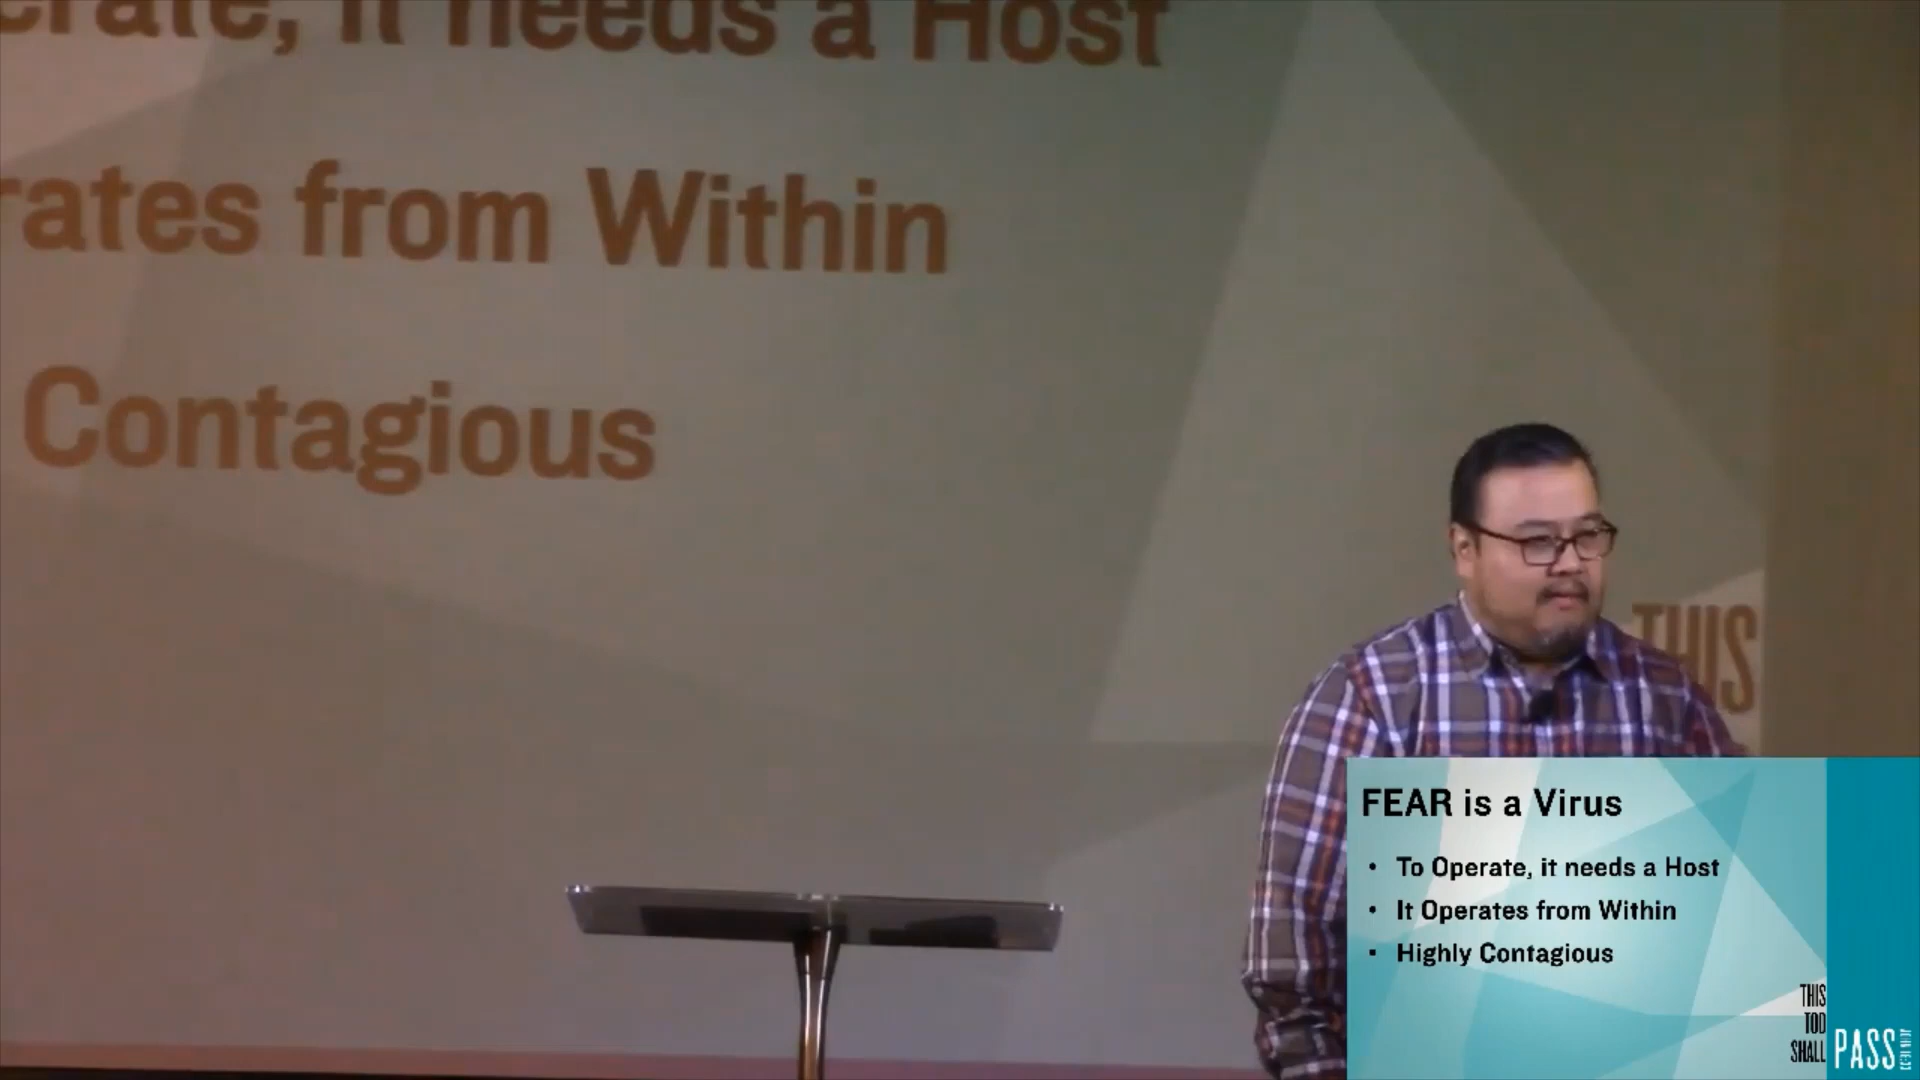 erate, it needs a Host
rates from Within
Contagious
THIS
FEAR is a Virus
• To Operate, it needs a Host
• It Operates from Within
• Highly Contagious
THIS
TOO
SHALL
PASS